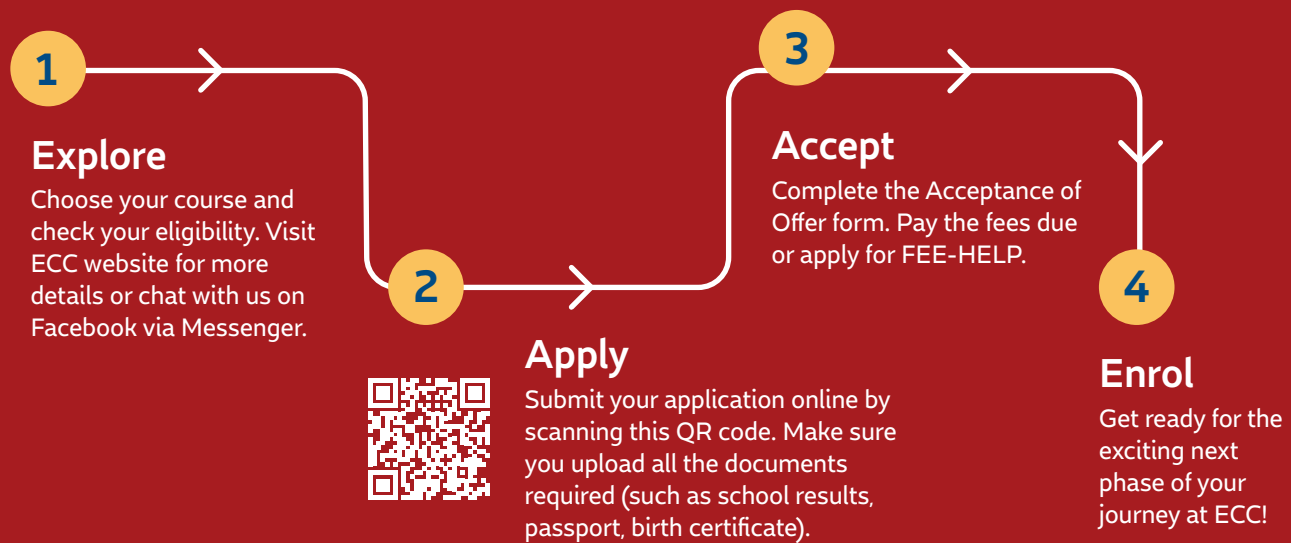 1
Explore
Choose your course and
check your eligibility. Visit
ECC website for more
details or chat with us on
Facebook via Messenger.
2
Apply
Submit your application online by
scanning this QR code. Make sure
you upload all the documents
required (such as school results,
passport, birth certificate).
3
Accept
Complete the Acceptance of
Offer form. Pay the fees due
or apply for FEE-HELP.
4
Enrol
Get ready for the
exciting next
phase of your
journey at ECC!